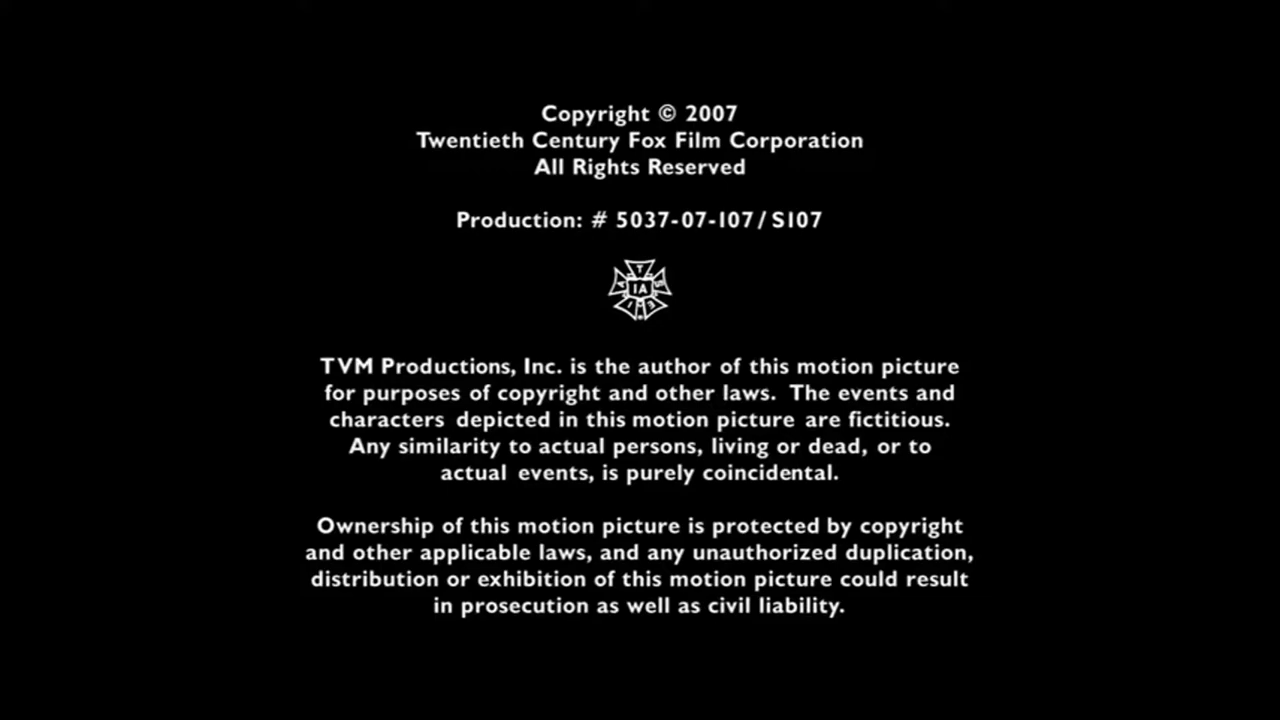 Copyright © 2007
Twentieth Century Fox Film Corporation
All Rights Reserved
Production: # 5037-07-107/S107
IATSE
IA
TVM Productions, Inc. is the author of this motion picture
for purposes of copyright and other laws. The events and
characters depicted in this motion picture are fictitious.
Any similarity to actual persons, living or dead, or to
actual events, is purely coincidental.
Ownership of this motion picture is protected by copyright
and other applicable laws, and any unauthorized duplication,
distribution or exhibition of this motion picture could result
in prosecution as well as civil liability.